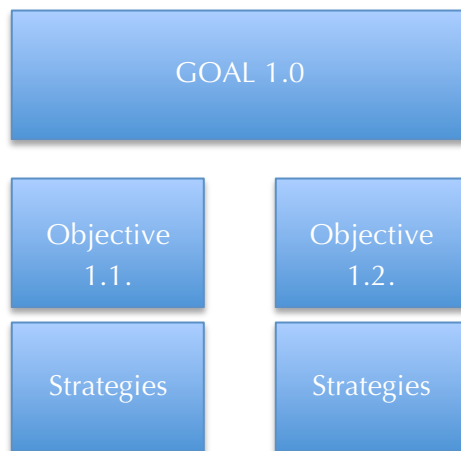 GOAL 1.0
Objective
1.1.
Objective
1.2.
Strategies
Strategies